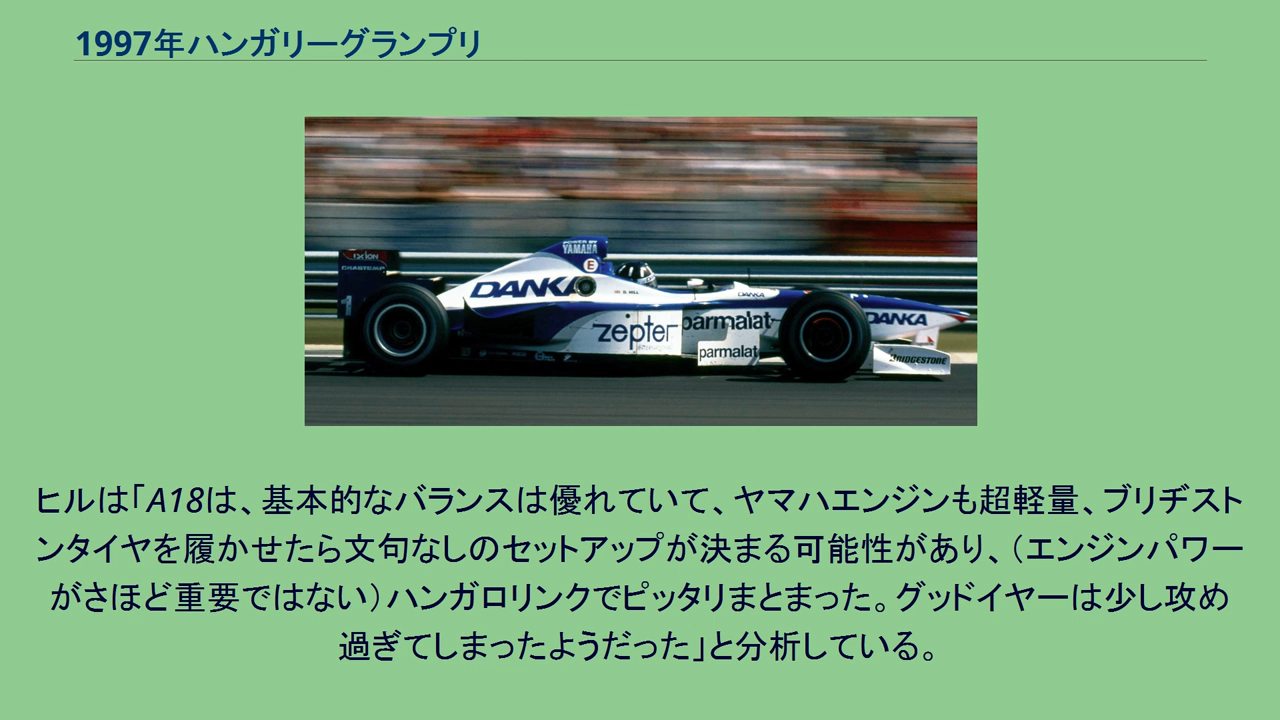 1997年ハンガリーグランプリ
POWER BY
YAMAHA
E
DANKA
D. HILL
DANKA
DANKA
zepter
parmalat
parmalat
BRIDGESTONE
1
ヒルは「A18は、基本的なバランスは優れていて、ヤマハエンジンも超軽量、ブリヂスト
ンタイヤを履かせたら文句なしのセットアップが決まる可能性があり、（エンジンパワー
がさほど重要ではない）ハンガロリンクでピッタリまとまった。グッドイヤーは少し攻め
過ぎてしまったようだった」と分析している。